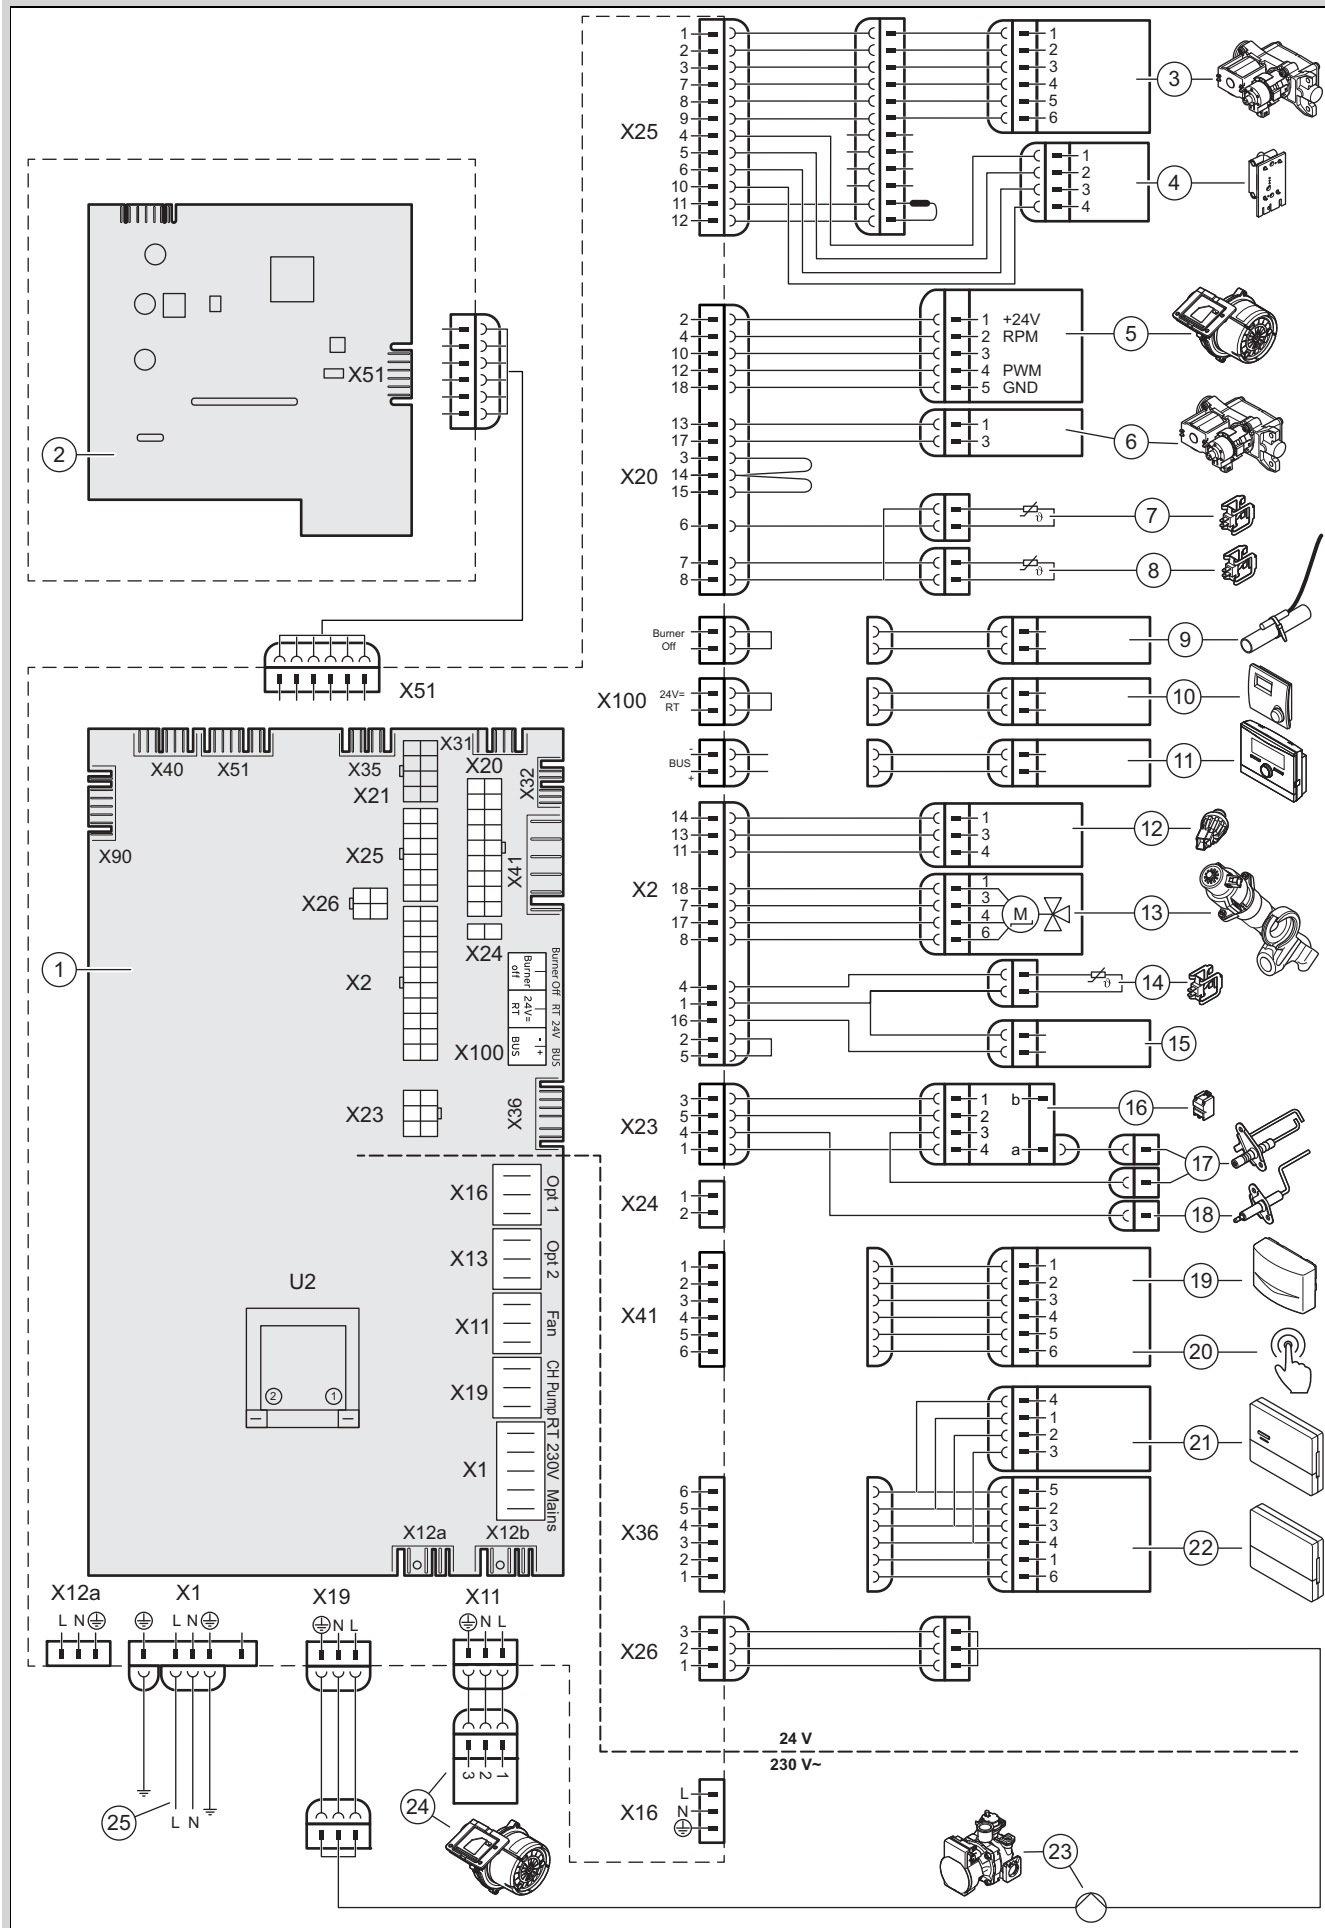 X25
1
2
3
7
8
9
4
5
6
10
11
12
1
2
3
4
5
6
3
1
2
3
4
4
X51
2
X51
X20
2
4
10
12
18
13
17
3
14
15
6
7
8
1 +24V
2 RPM
3
4 PWM
5 GND
5
1
3
6
ϑ
7
ϑ
8
Burner
Off
9
X100
24V=
RT
10
-
BUS
+
11
X2
14
13
11
18
7
17
8
4
1
16
2
5
1
3
4
12
1
3
4
6
M
13
ϑ
14
15
X23
3
5
4
1
1
2
3
4
b
a
16
17
X24
1
2
18
X41
1
2
3
4
5
6
1
2
3
4
5
6
19
20
4
1
2
3
21
X36
6
5
4
3
2
1
5
2
3
4
1
6
22
X26
3
2
1
24 V
230 V~
X16
L
N
23
X40
X51
X35
X31
X21
X20
X32
X90
X25
X41
X26
X24
X2
1
Burner Off RT 24V BUS
Burner
off
24V=
RT
BUS
- +
X100
X23
X36
X16
Opt 1
X13
Opt 2
U2
2
1
X11
Fan
X19
CH Pump
X1
RT 230V Mains
X12a
X12b
X12a
L N
X1
L N
X19
N L
X11
N L
3 2 1
24
25
L N